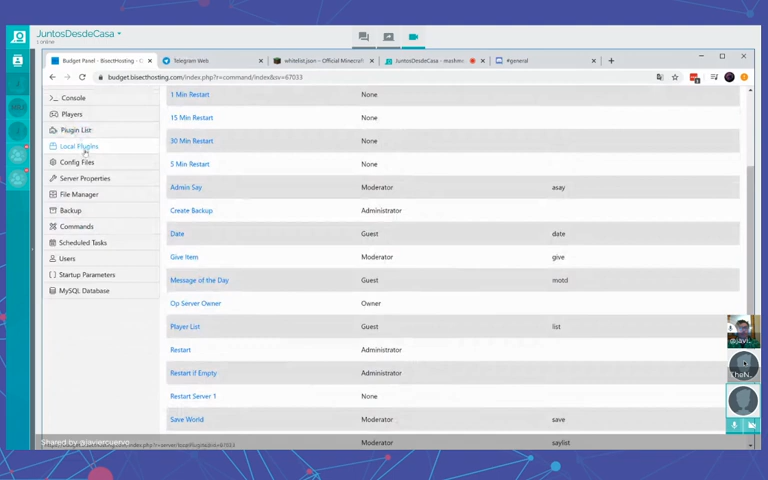 JuntosDesdeCasa
1 online
Budget Panel - BisectHosting - C
Telegram Web
whitelist.json – Official Minecraft
JuntosDesdeCasa – mashme
#general
budget.bisecthosting.com/index.php?r=command/index&sv=67033
Console
Players
Plugin List
Local Plugins
Config Files
Server Properties
File Manager
Backup
Commands
Scheduled Tasks
Users
Startup Parameters
MySQL Database
1 Min Restart None
15 Min Restart None
30 Min Restart None
5 Min Restart None
Admin Say Moderator asay
Create Backup Administrator
Date Guest date
Give Item Moderator give
Message of the Day Guest motd
Op Server Owner Owner
Player List Guest list
Restart Administrator
Restart if Empty Administrator
Restart Server 1 None
Save World Moderator save
Moderator saylist
Shared by @javiercuervo
@javi...
TheN...